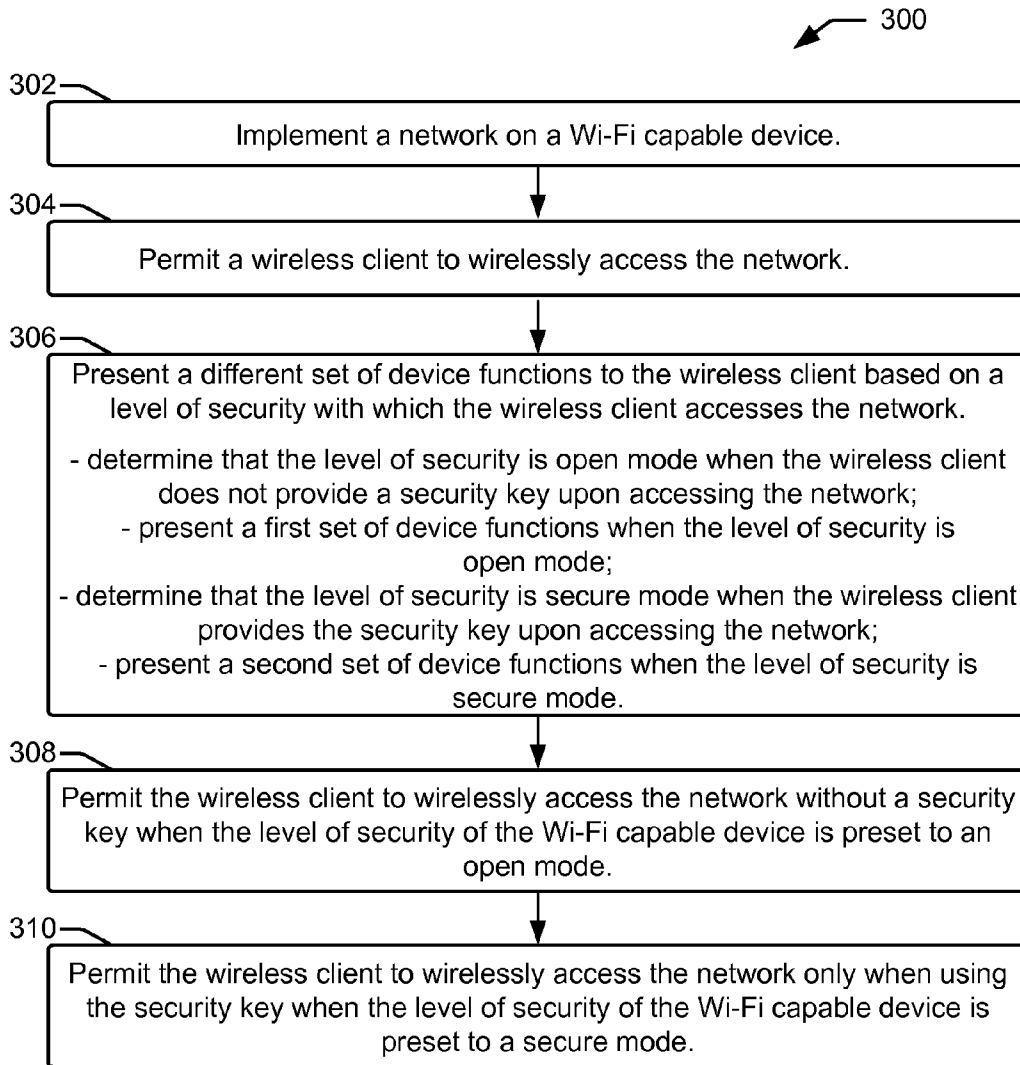 300
302
Implement a network on a Wi-Fi capable device.
304
Permit a wireless client to wirelessly access the network.
306
Present a different set of device functions to the wireless client based on a
level of security with which the wireless client accesses the network.
- determine that the level of security is open mode when the wireless client
does not provide a security key upon accessing the network;
- present a first set of device functions when the level of security is
open mode;
- determine that the level of security is secure mode when the wireless client
provides the security key upon accessing the network;
- present a second set of device functions when the level of security is
secure mode.
308
Permit the wireless client to wirelessly access the network without a security
key when the level of security of the Wi-Fi capable device is preset to an
open mode.
310
Permit the wireless client to wirelessly access the network only when using
the security key when the level of security of the Wi-Fi capable device is
preset to a secure mode.